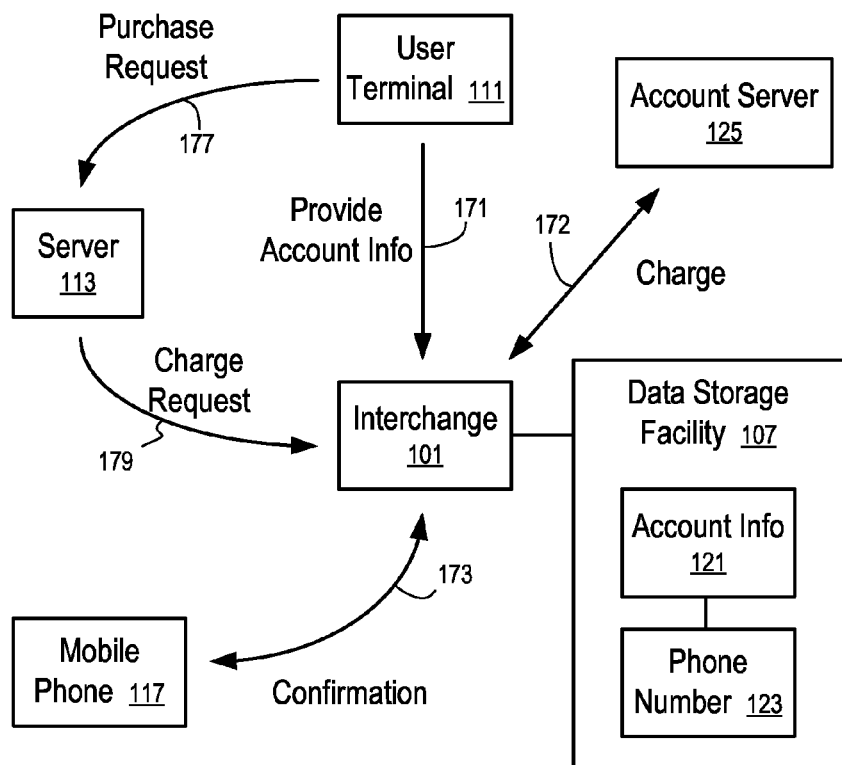 Purchase
Request
177
User
Terminal 111
Account Server
125
Provide
Account Info
171
172
Charge
Server
113
Charge
Request
179
Interchange
101
Data Storage
Facility 107
Account Info
121
Phone
Number 123
173
Confirmation
Mobile
Phone 117